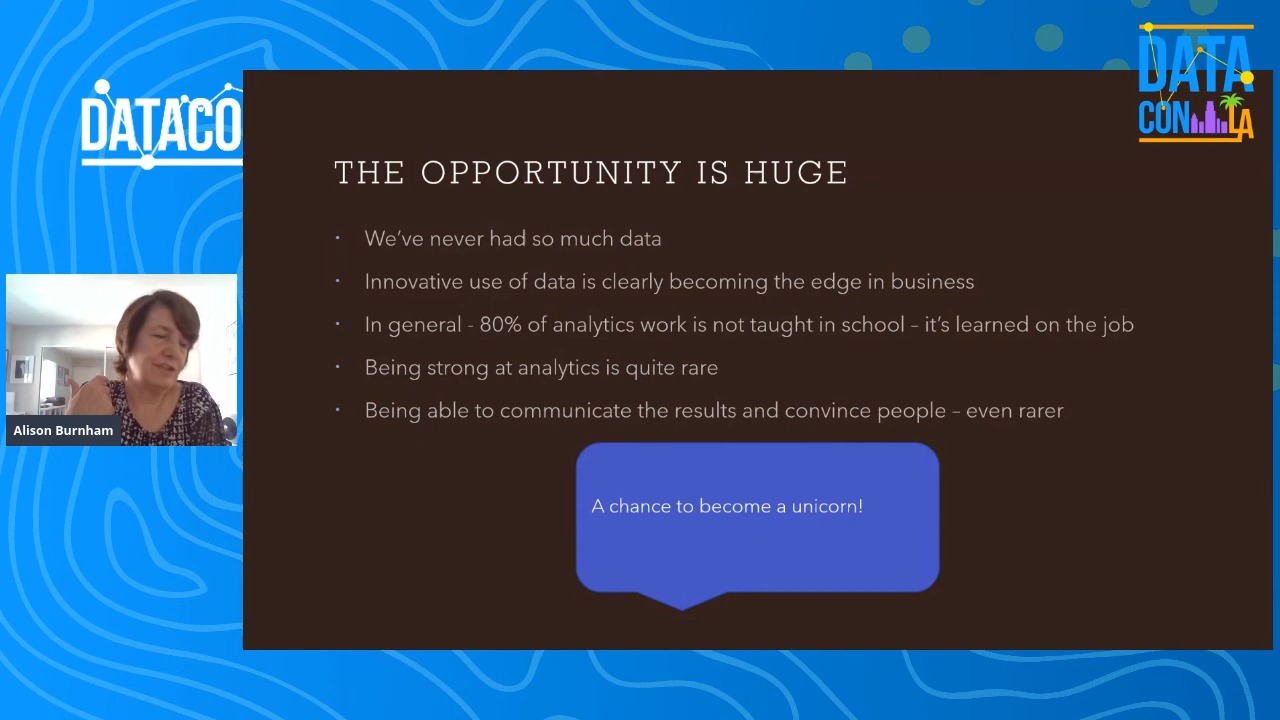 DATACO
DATA
CON LA
THE OPPORTUNITY IS HUGE
We’ve never had so much data
Innovative use of data is clearly becoming the edge in business
In general - 80% of analytics work is not taught in school – it’s learned on the job
Being strong at analytics is quite rare
Being able to communicate the results and convince people – even rarer
A chance to become a unicorn!
Alison Burnham